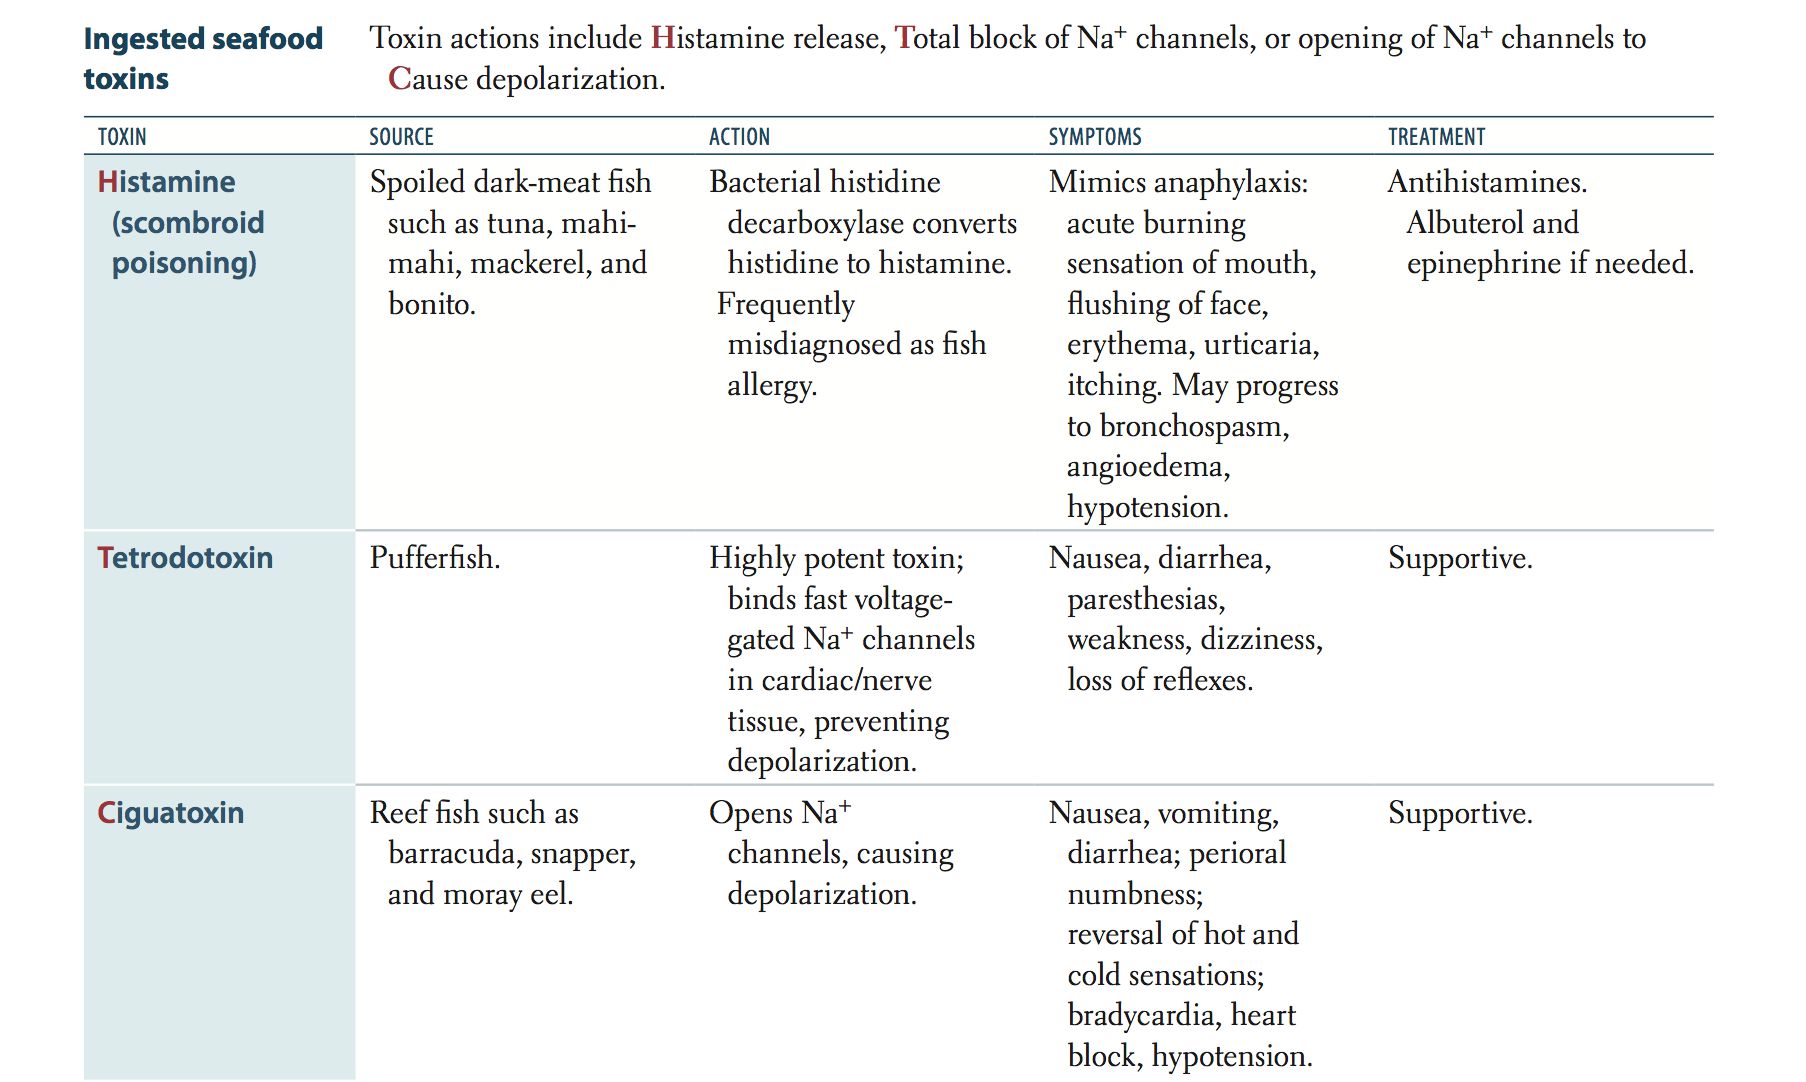 Ingested seafood toxins
Toxin actions include Histamine release, Total block of Na+ channels, or opening of Na+ channels to
Cause depolarization.
TOXIN SOURCE ACTION SYMPTOMS TREATMENT
Histamine
(scombroid
poisoning)
Spoiled dark-meat fish
such as tuna, mahi-
mahi, mackerel, and
bonito.
Bacterial histidine
decarboxylase converts
histidine to histamine.
Frequently
misdiagnosed as fish
allergy.
Mimics anaphylaxis:
acute burning
sensation of mouth,
flushing of face,
erythema, urticaria,
itching. May progress
to bronchospasm,
angioedema,
hypotension.
Antihistamines.
Albuterol and
epinephrine if needed.
Tetrodotoxin
Pufferfish.
Highly potent toxin;
binds fast voltage-
gated Na+ channels
in cardiac/nerve
tissue, preventing
depolarization.
Nausea, diarrhea,
paresthesias,
weakness, dizziness,
loss of reflexes.
Supportive.
Ciguatoxin
Reef fish such as
barracuda, snapper,
and moray eel.
Opens Na+
channels, causing
depolarization.
Nausea, vomiting,
diarrhea; perioral
numbness;
reversal of hot and
cold sensations;
bradycardia, heart
block, hypotension.
Supportive.